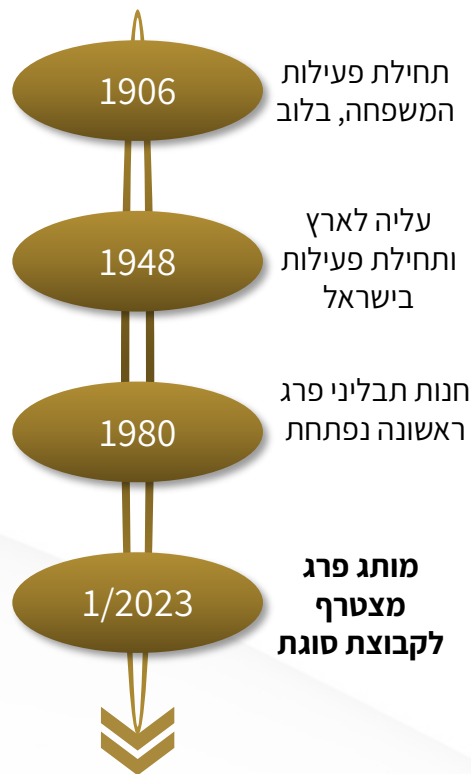 1906
תחילת פעילות
המשפחה, בלוב
1948
עליה לארץ
ותחילת פעילות
בישראל
1980
חנות תבליני פרג
ראשונה נפתחת
1/2023
מותג פרג
מצטרף
לקבוצת סוגת